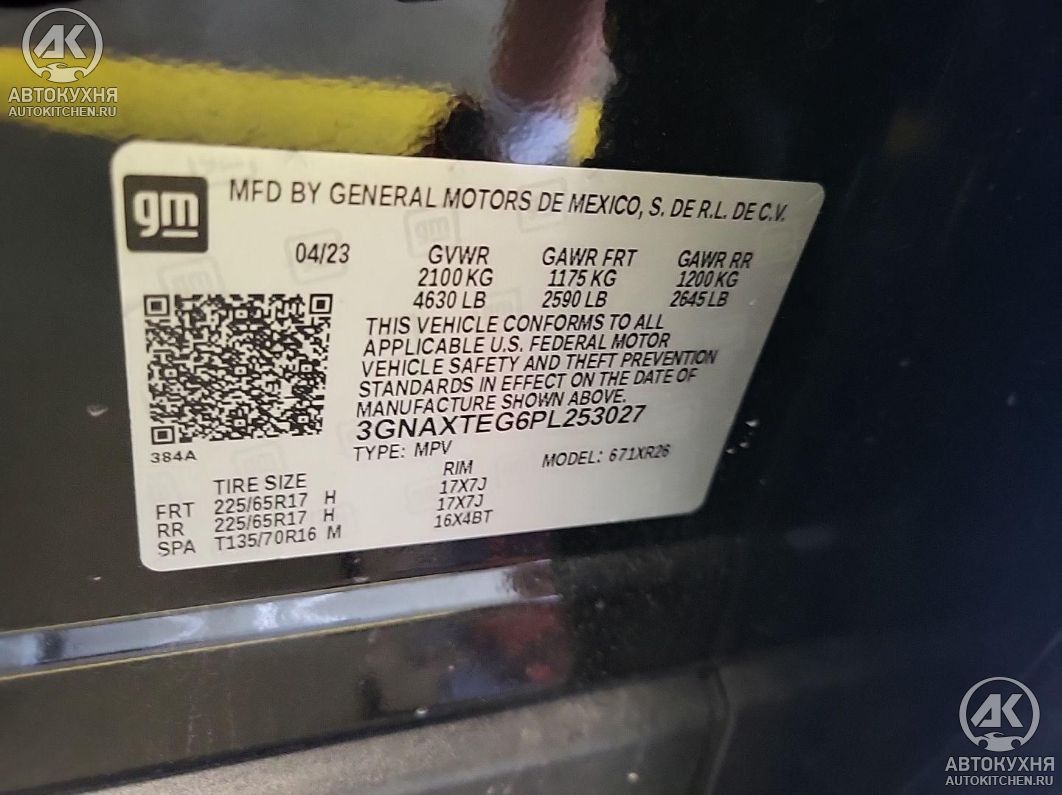 AK
АВТОКУХНЯ
AUTOKITCHEN.RU
gm
MFD BY GENERAL MOTORS DE MEXICO, S. DE R.L. DE C.V.
04/23 GVWR GAWR FRT GAWR RR
2100 KG 1175 KG 1200 KG
4630 LB 2590 LB 2645 LB
THIS VEHICLE CONFORMS TO ALL
APPLICABLE U.S. FEDERAL MOTOR
VEHICLE SAFETY AND THEFT PREVENTION
STANDARDS IN EFFECT ON THE DATE OF
MANUFACTURE SHOWN ABOVE.
3GNAXTEG6PL253027
384A TYPE: MPV MODEL: 671XR26
TIRE SIZE RIM
FRT 225/65R17 H 17X7J
RR 225/65R17 H 17X7J
SPA T135/70R16 M 16X4BT
AK
АВТОКУХНЯ
AUTOKITCHEN.RU